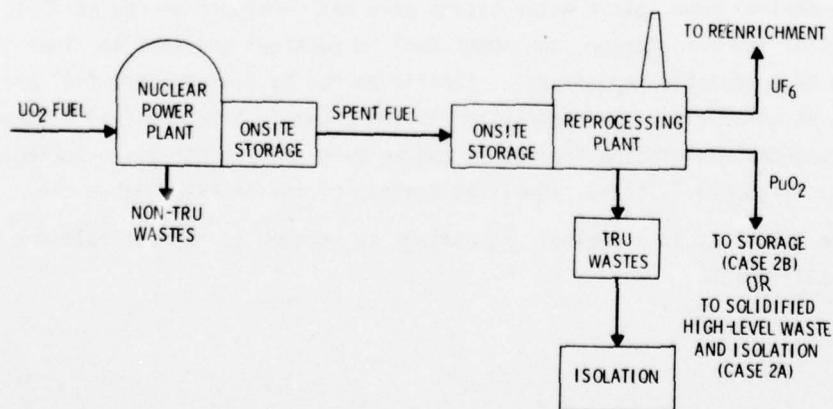 UO2 FUEL
NUCLEAR
POWER
PLANT
ONSITE
STORAGE
NON-TRU
WASTES
SPENT FUEL
ONSITE
STORAGE
REPROCESSING
PLANT
TO REENRICHMENT
UF6
PuO2
TRU
WASTES
ISOLATION
TO STORAGE
(CASE 2B)
OR
TO SOLIDIFIED
HIGH-LEVEL WASTE
AND ISOLATION
(CASE 2A)